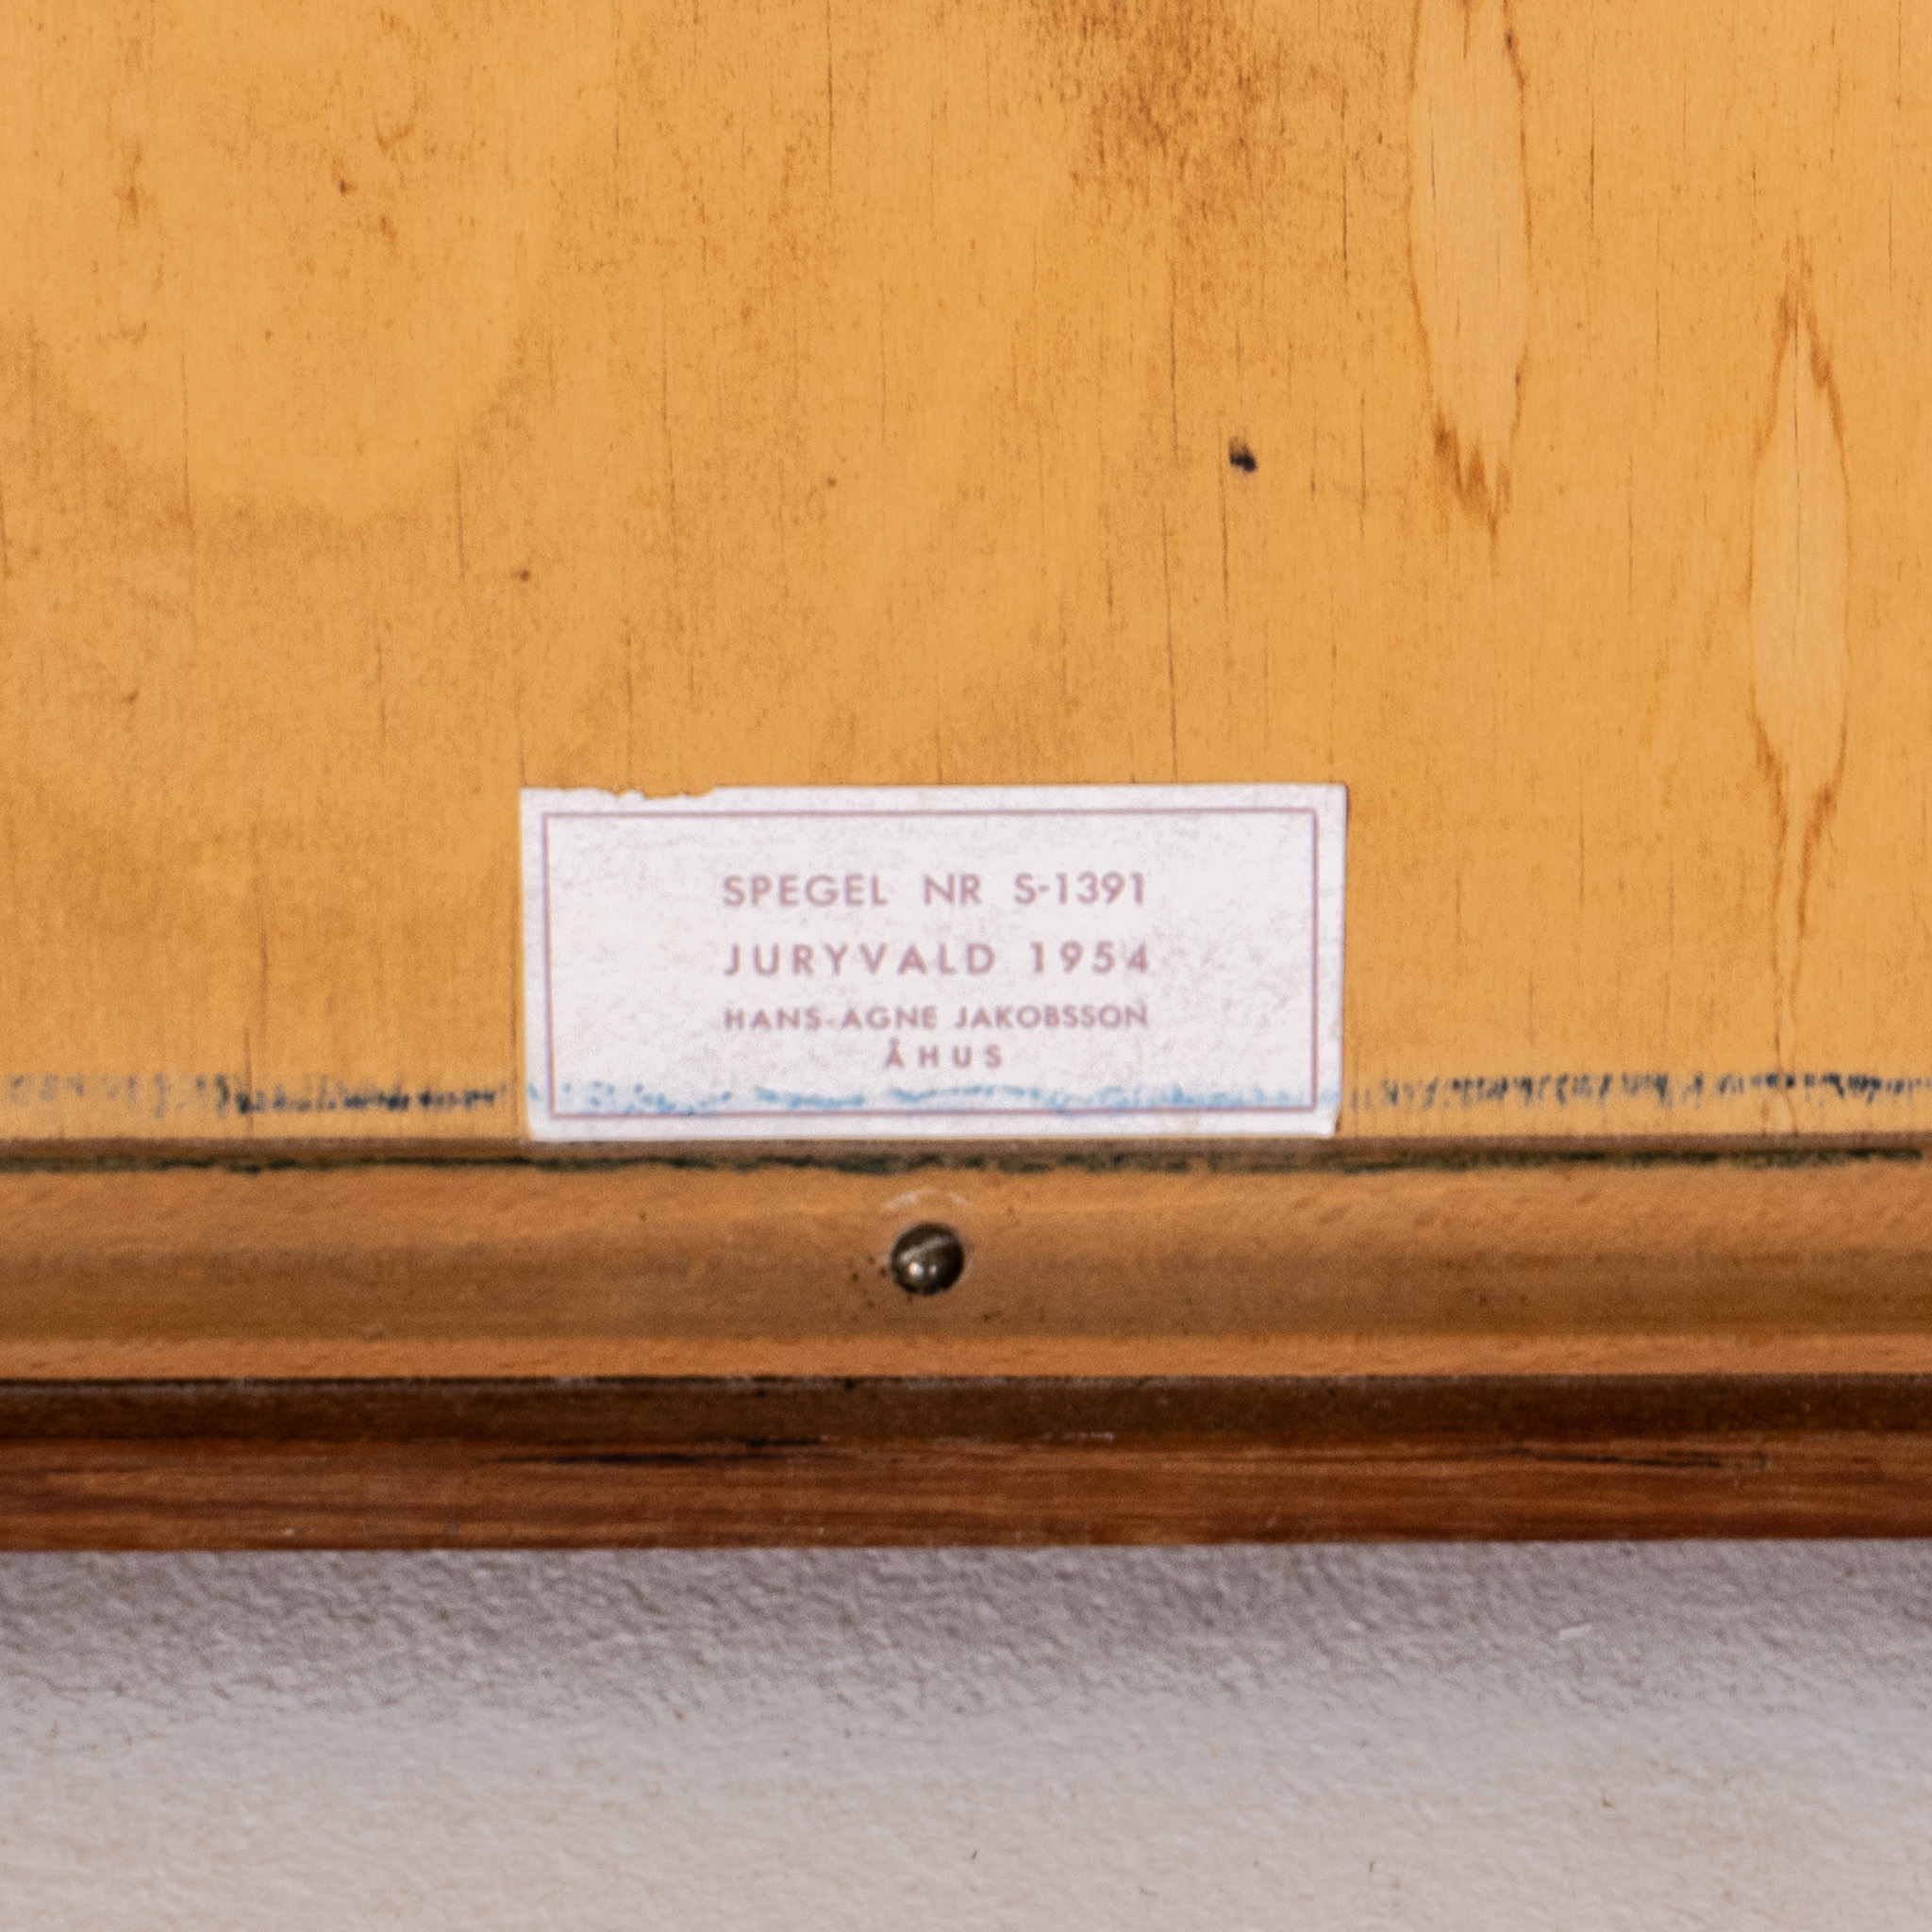 SPEGEL NR S-1391
JURYVALD 1954
HANS-AGNE JAKOBSSON
ÅHUS